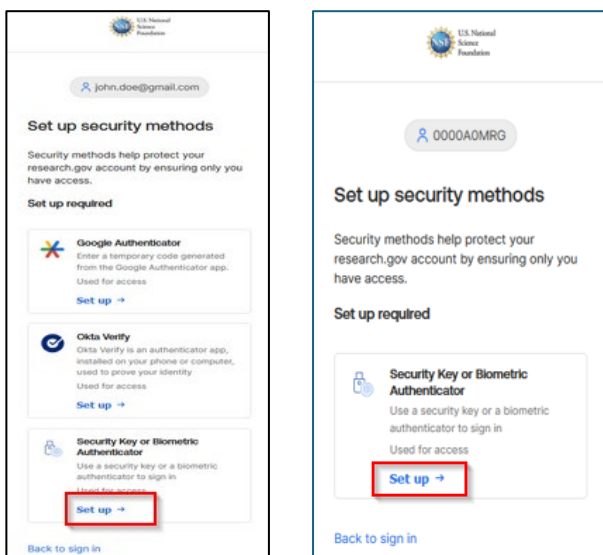 U.S. National
Science
Foundation
john.doe@gmail.com
Set up security methods
Security methods help protect your
research.gov account by ensuring only you
have access.
Set up required
Google Authenticator
Enter a temporary code generated
from the Google Authenticator app.
Used for access
Set up →
Okta Verify
Okta Verify is an authenticator app,
installed on your phone or computer,
used to prove your identity
Used for access
Set up →
Security Key or Biometric
Authenticator
Use a security key or a biometric
authenticator to sign in
Used for access
Set up →
Back to sign in
NSF
U.S. National
Science
Foundation
0000A0MRG
Set up security methods
Security methods help protect your
research.gov account by ensuring only you
have access.
Set up required
Security Key or Biometric
Authenticator
Use a security key or a biometric
authenticator to sign in
Used for access
Set up →
Back to sign in